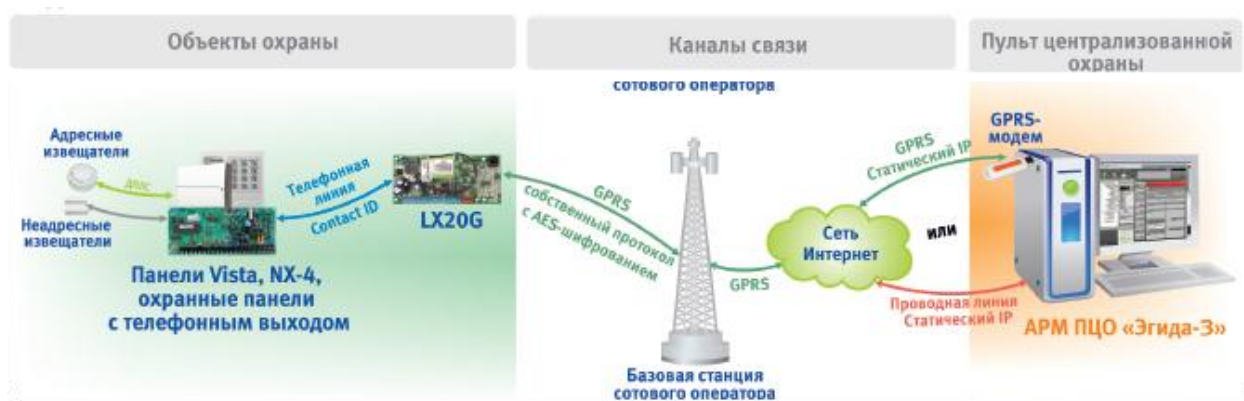 Объекты охраны
Каналы связи
Пульт централизованной
охраны
сотового оператора
Адресные
извещатели
ДПЛС
Неадресные
извещатели
Панели Vista, NX-4,
охранные панели
с телефонным выходом
Телефонная
линия
Contact ID
LX20G
GPRS
собственный протокол
с AES-шифрованием
Базовая станция
сотового оператора
GPRS
Сеть
Интернет
GPRS
Статический IP
или
Проводная линия
Статический IP
GPRS-
модем
АРМ ПЦО «Эгида-3»